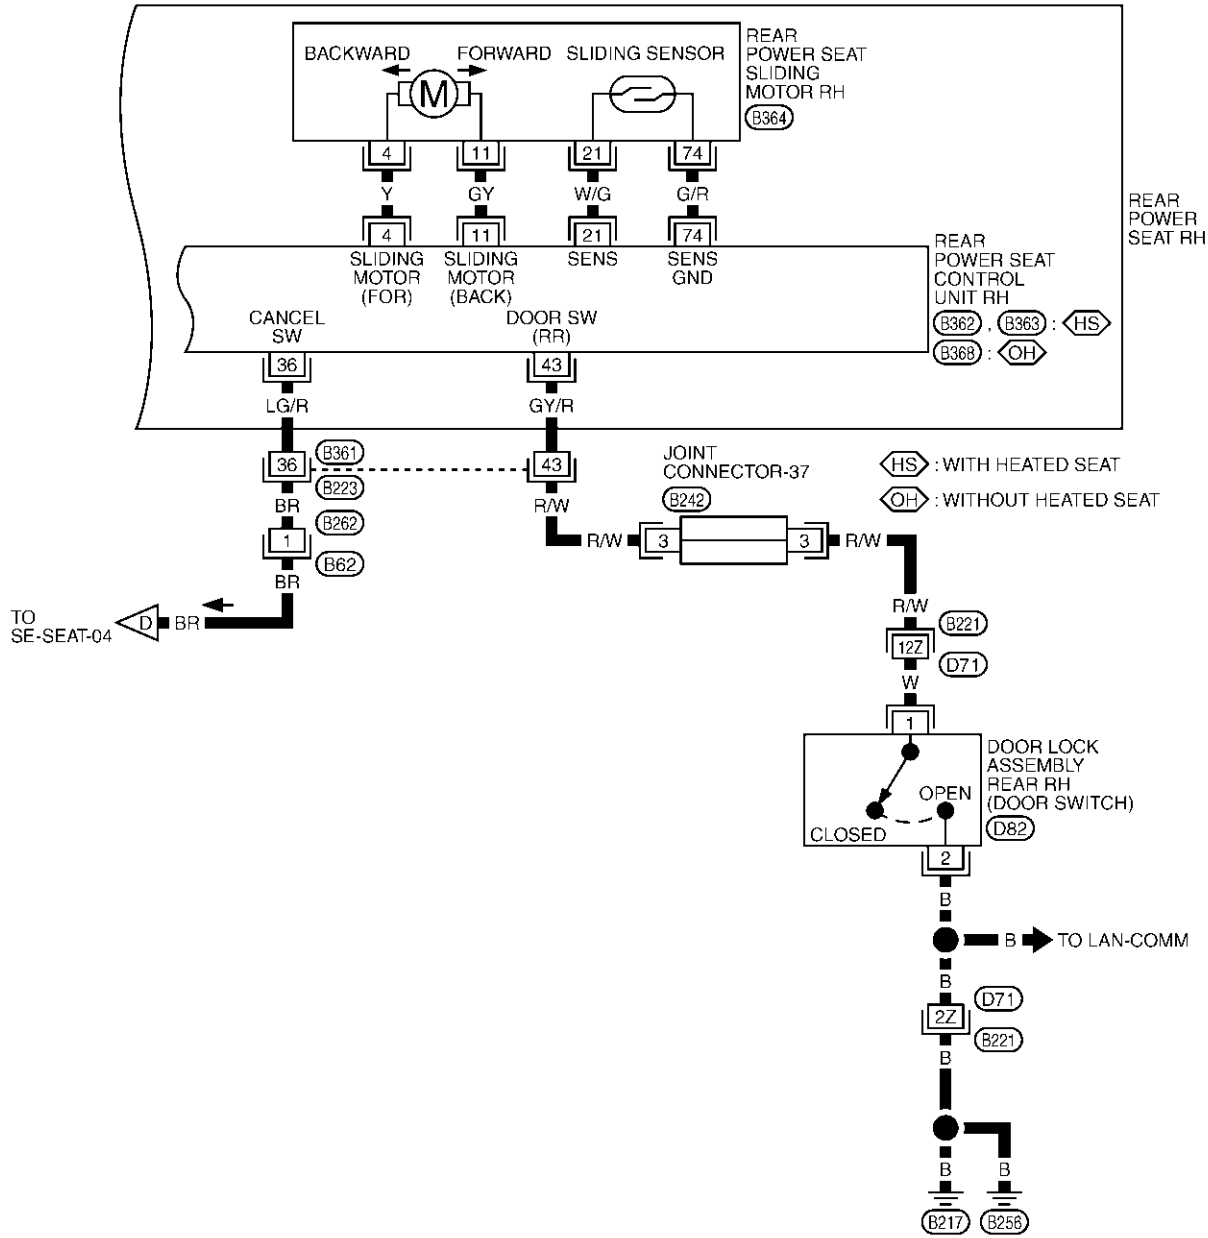 REAR
POWER SEAT
SLIDING
MOTOR RH
B364
BACKWARD
FORWARD
SLIDING SENSOR
M
4
11
21
74
Y
GY
W/G
G/R
4
11
21
74
SLIDING
MOTOR
(FOR)
SLIDING
MOTOR
(BACK)
SENS
SENS
GND
REAR
POWER
SEAT RH
REAR
POWER SEAT
CONTROL
UNIT RH
B362 , B363 : HS
B368 : OH
CANCEL
SW
DOOR SW
(RR)
36
43
LG/R
GY/R
36
B361
B223
43
BR
R/W
1
B262
B62
BR
TO
SE-SEAT-04
D
BR
JOINT
CONNECTOR-37
B242
R/W
3
3
R/W
HS : WITH HEATED SEAT
OH : WITHOUT HEATED SEAT
R/W
B221
12Z
D71
W
1
DOOR LOCK
ASSEMBLY
REAR RH
(DOOR SWITCH)
D82
OPEN
CLOSED
2
B
B
TO LAN-COMM
B
D71
2Z
B221
B
B
B
B217
B256